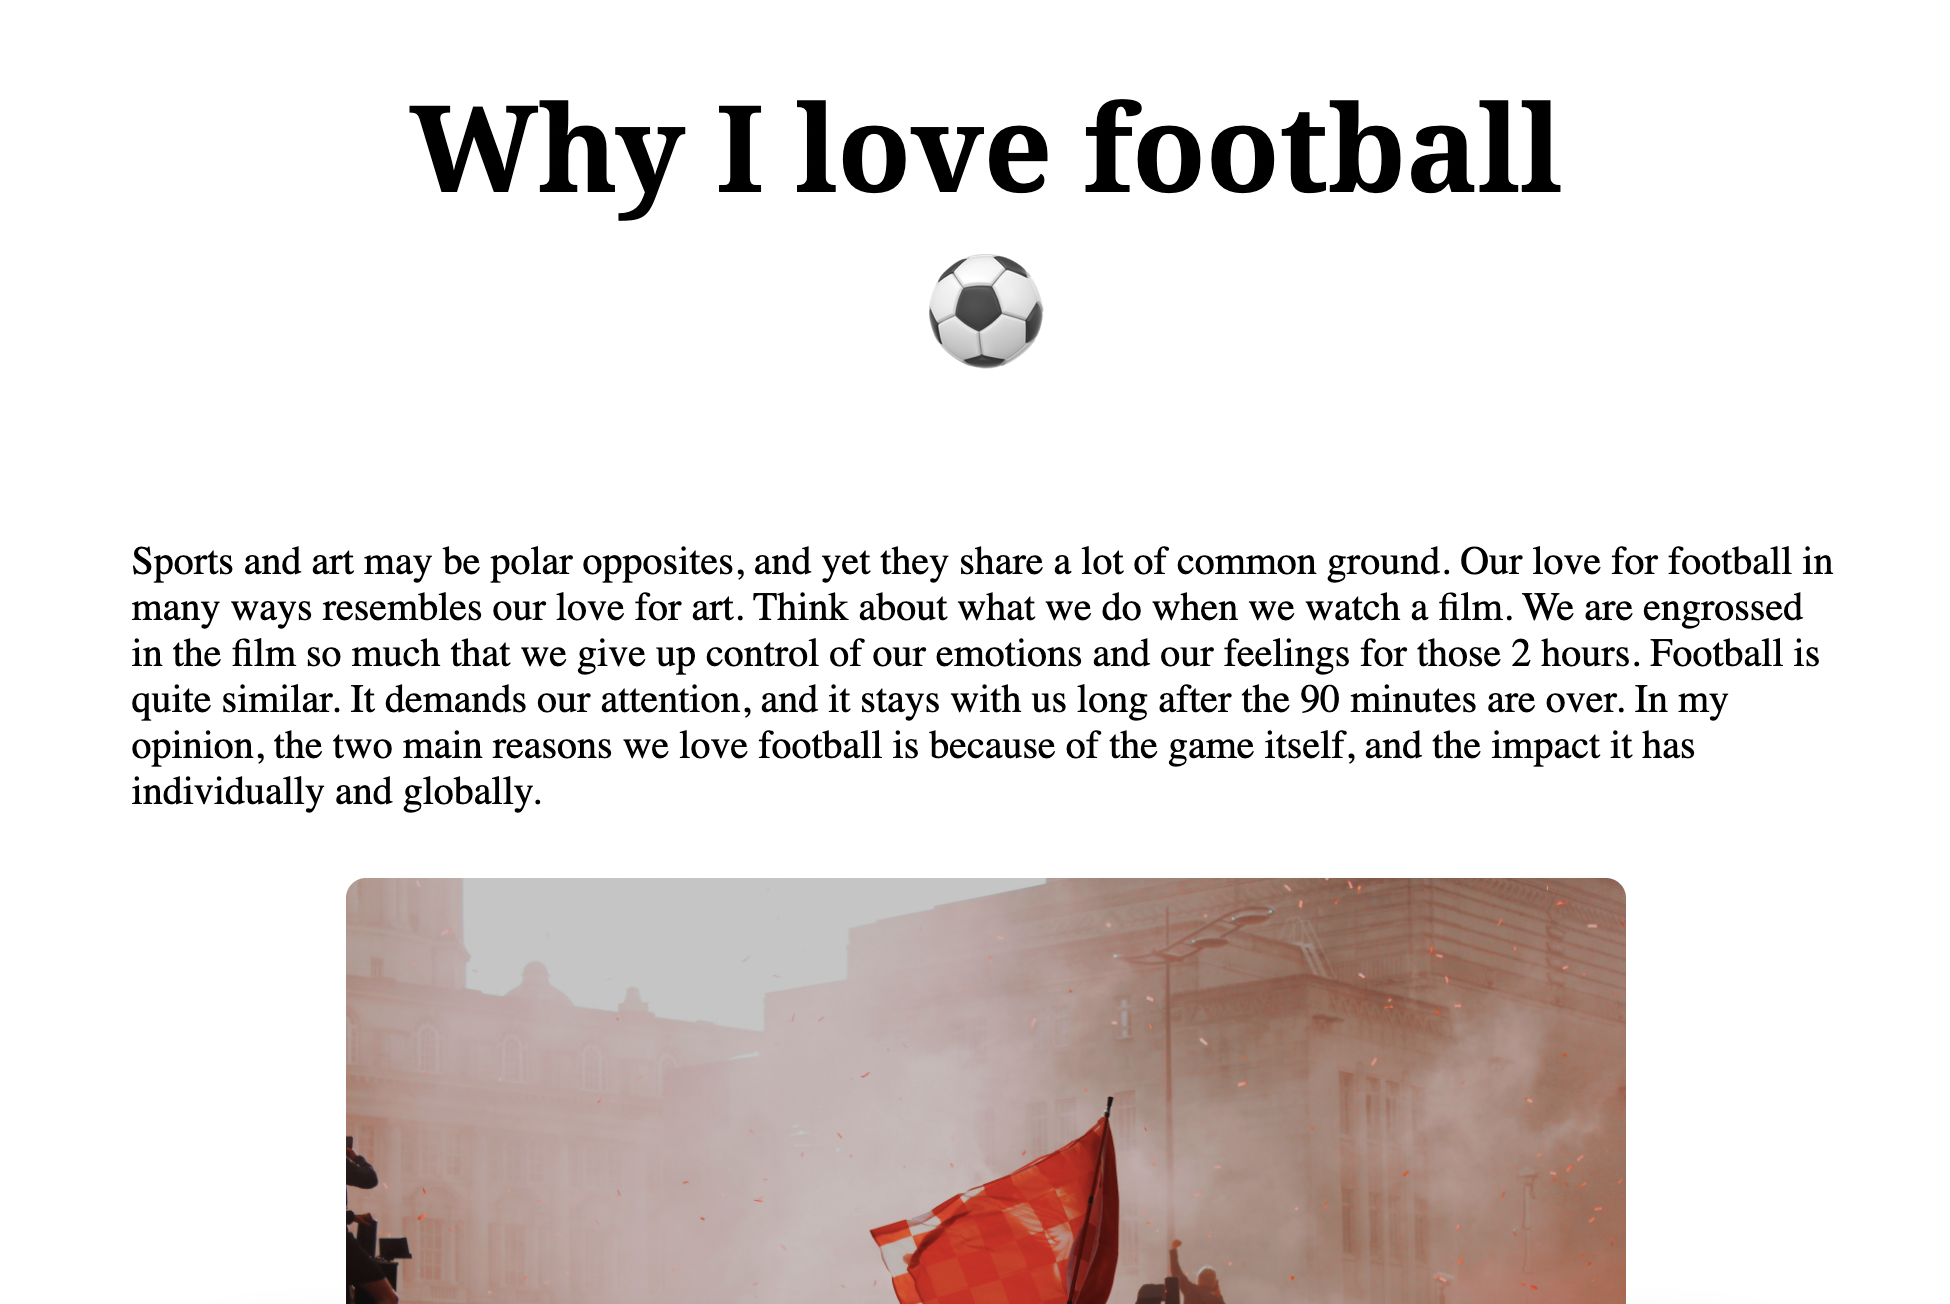 Why I love football
Sports and art may be polar opposites, and yet they share a lot of common ground. Our love for football in
many ways resembles our love for art. Think about what we do when we watch a film. We are engrossed
in the film so much that we give up control of our emotions and our feelings for those 2 hours. Football is
quite similar. It demands our attention, and it stays with us long after the 90 minutes are over. In my
opinion, the two main reasons we love football is because of the game itself, and the impact it has
individually and globally.